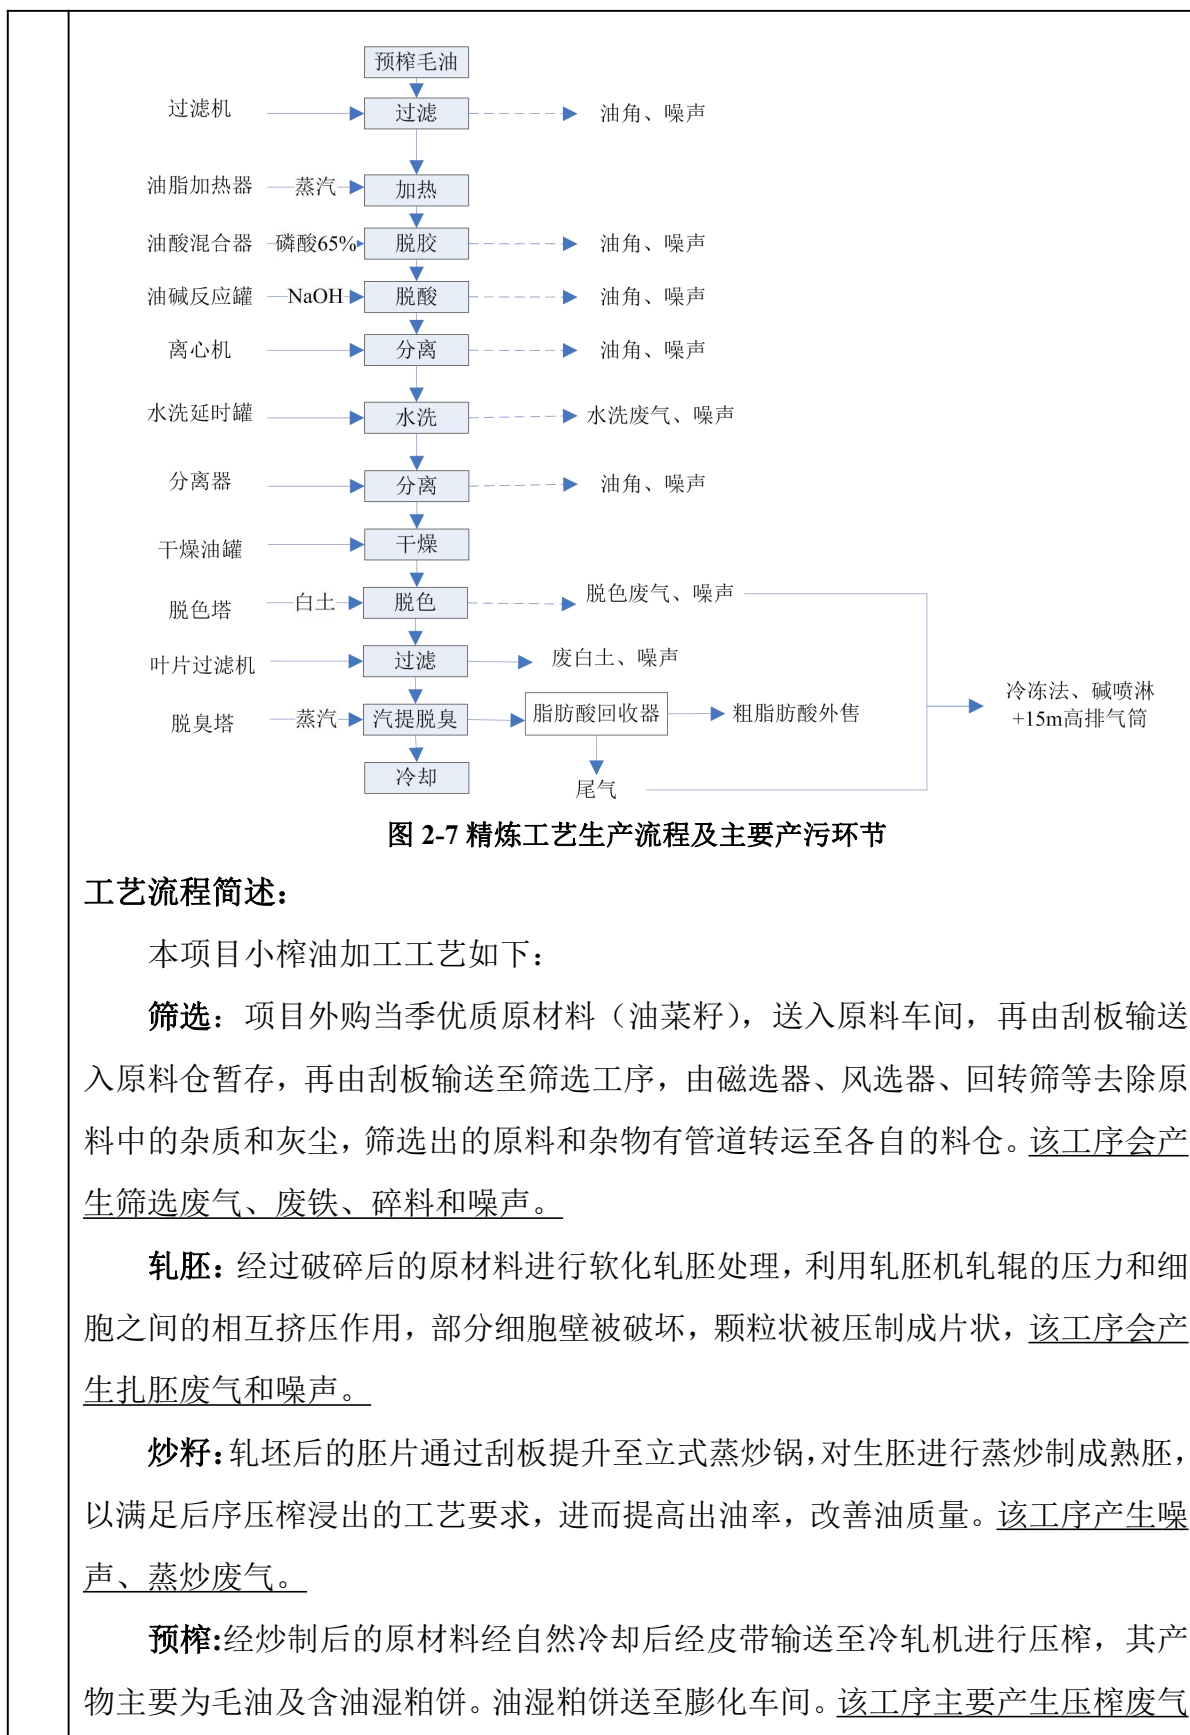 预榨毛油
过滤机 过滤 油角、噪声
油脂加热器 蒸汽 加热
油酸混合器 磷酸65% 脱胶 油角、噪声
油碱反应罐 NaOH 脱酸 油角、噪声
离心机 分离 油角、噪声
水洗延时罐 水洗 水洗废气、噪声
分离器 分离 油角、噪声
干燥油罐 干燥
脱色塔 白土 脱色 脱色废气、噪声
叶片过滤机 过滤 废白土、噪声
脱臭塔 蒸汽 汽提脱臭 脂肪酸回收器 粗脂肪酸外售
冷冻法、碱喷淋
+15m高排气筒
冷却 尾气
图 2-7 精炼工艺生产流程及主要产污环节
工艺流程简述：
本项目小榨油加工工艺如下：
筛选：项目外购当季优质原材料（油菜籽），送入原料车间，再由刮板输送
入原料仓暂存，再由刮板输送至筛选工序，由磁选器、风选器、回转筛等去除原
料中的杂质和灰尘，筛选出的原料和杂物有管道转运至各自的料仓。该工序会产
生筛选废气、废铁、碎料和噪声。
轧胚：经过破碎后的原材料进行软化轧胚处理，利用轧胚机轧辊的压力和细
胞之间的相互挤压作用，部分细胞壁被破坏，颗粒状被压制成片状，该工序会产
生扎胚废气和噪声。
炒籽：轧坯后的胚片通过刮板提升至立式蒸炒锅，对生胚进行蒸炒制成熟胚，
以满足后序压榨浸出的工艺要求，进而提高出油率，改善油质量。该工序产生噪
声、蒸炒废气。
预榨:经炒制后的原材料经自然冷却后经皮带输送至冷轧机进行压榨，其产
物主要为毛油及含油湿粕饼。油湿粕饼送至膨化车间。该工序主要产生压榨废气